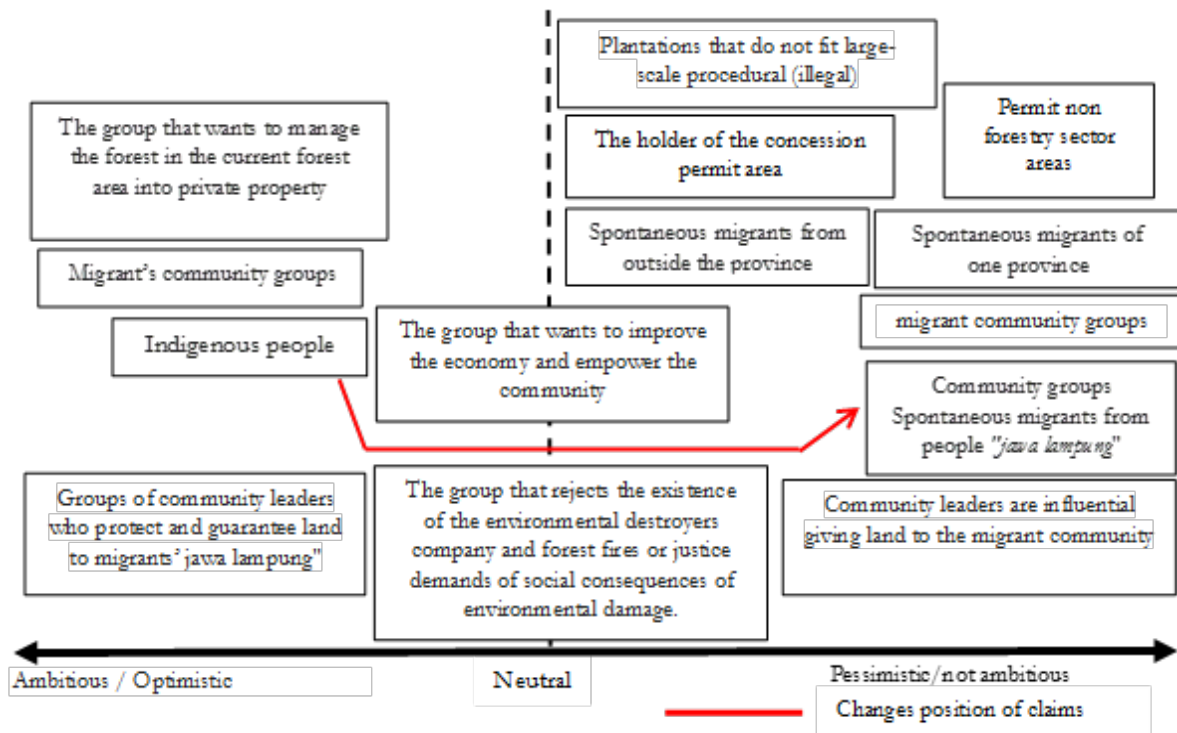 Plantations that do not fit large-
scale procedural (illegal)
The group that wants to manage
the forest in the current forest
area into private property
The holder of the concession
permit area
Permit non
forestry sector
areas
Migrant's community groups
Spontaneous migrants from
outside the province
Spontaneous migrants of
one province
Indigenous people
The group that wants to improve
the economy and empower the
community
migrant community groups
Community groups
Spontaneous migrants from
people "jawa lampung"
Groups of community leaders
who protect and guarantee land
to migrants' jawa lampung"
The group that rejects the existence
of the environmental destroyers
company and forest fires or justice
demands of social consequences of
environmental damage.
Community leaders are influential
giving land to the migrant community
Ambitious / Optimistic
Neutral
Pessimistic/not ambitious
Changes position of claims